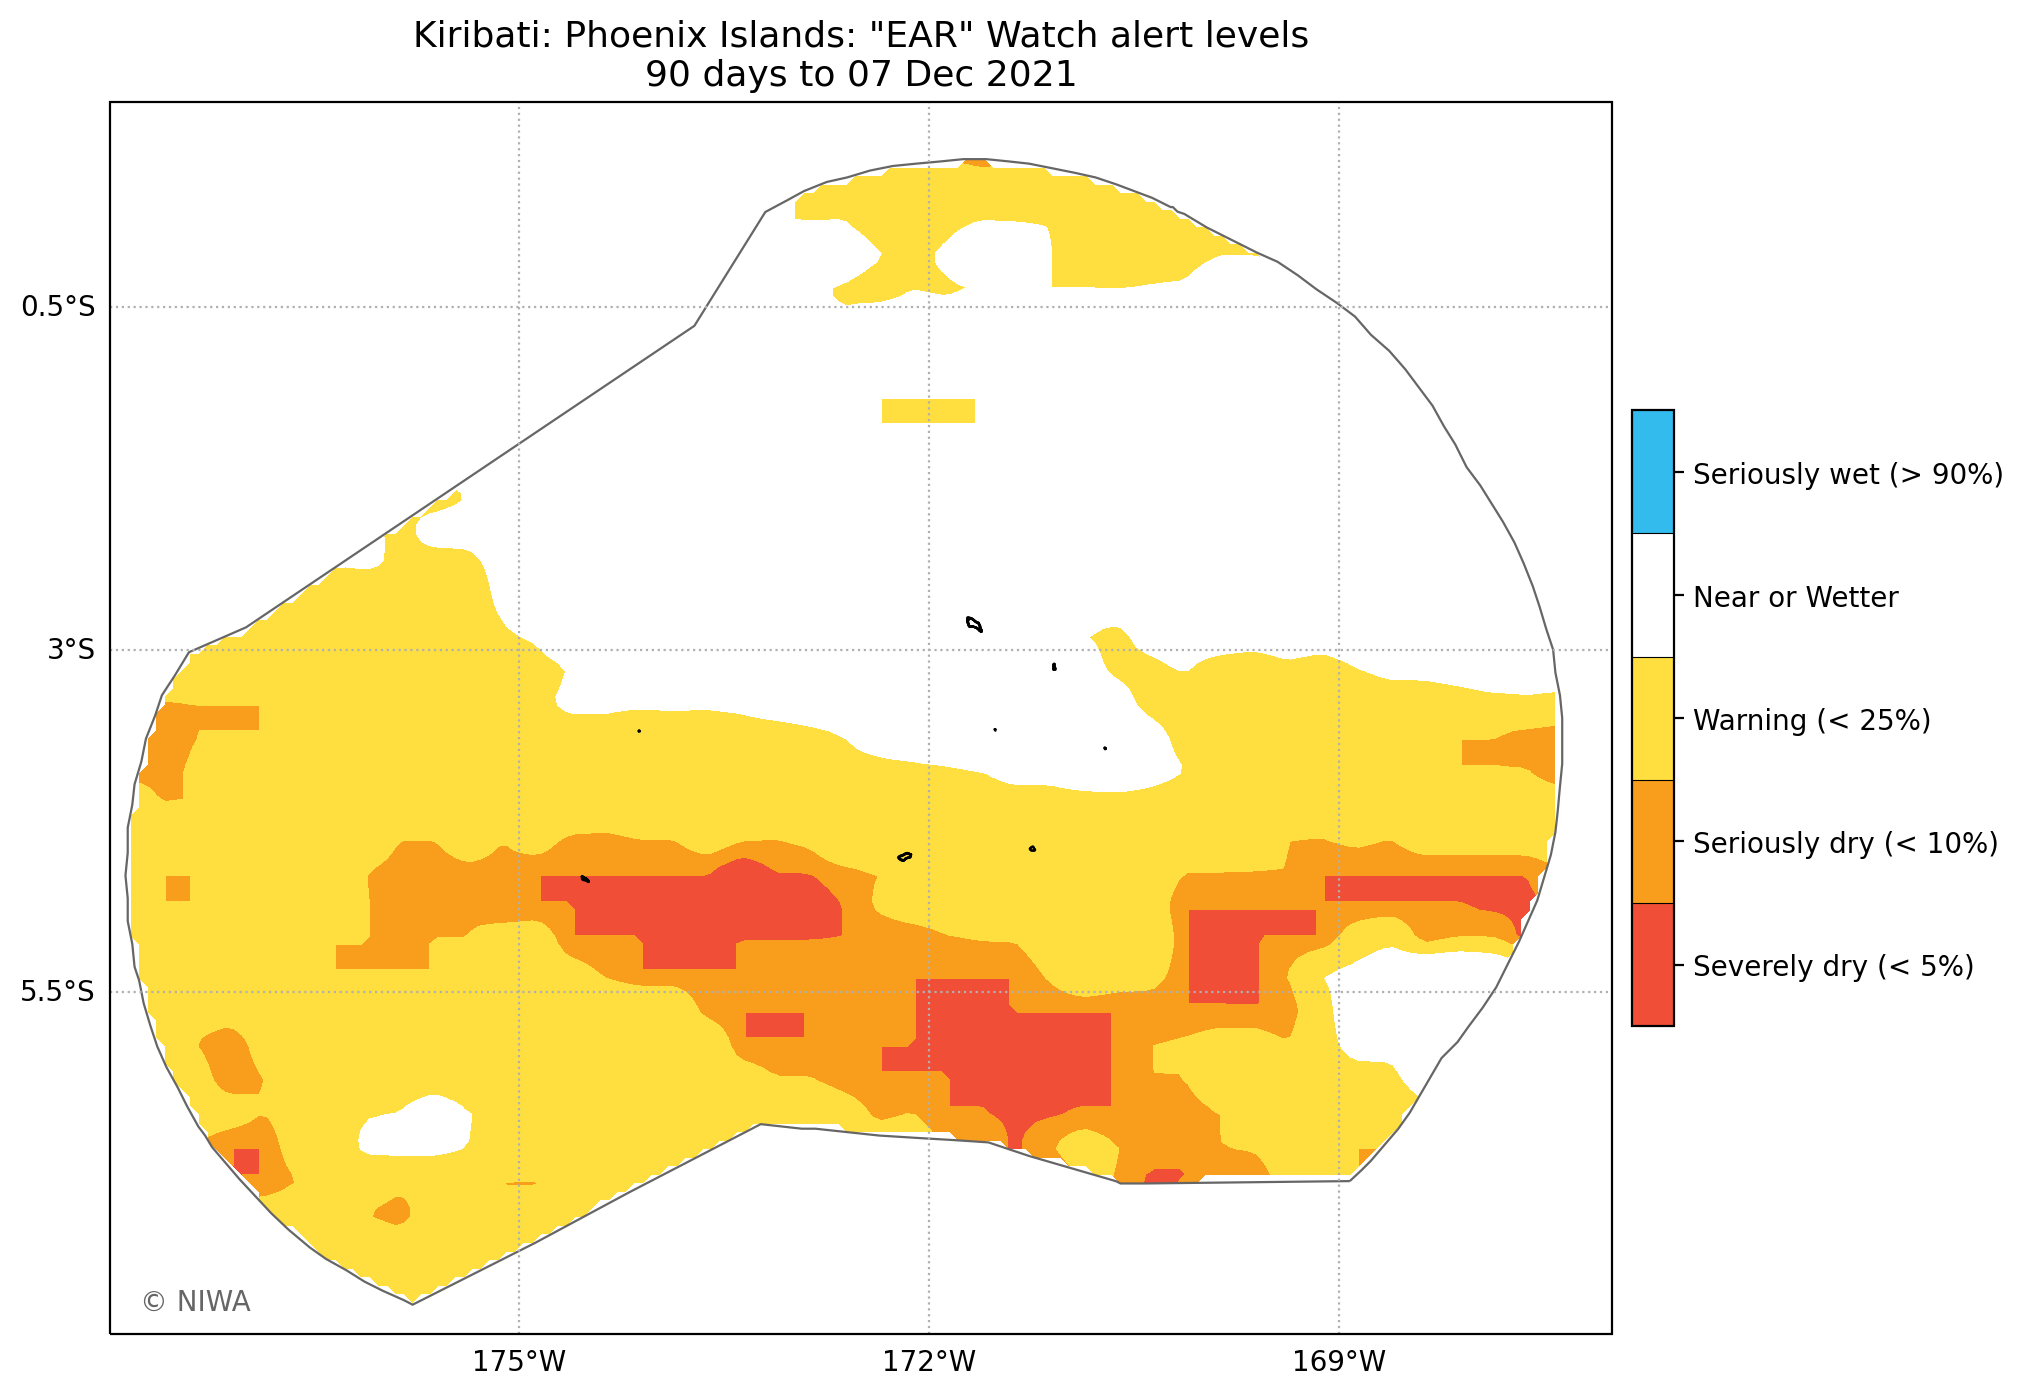 Kiribati: Phoenix Islands: "EAR" Watch alert levels
90 days to 07 Dec 2021
0.5°S
3°S
5.5°S
175°W
172°W
169°W
Seriously wet (> 90%)
Near or Wetter
Warning (< 25%)
Seriously dry (< 10%)
Severely dry (< 5%)
© NIWA